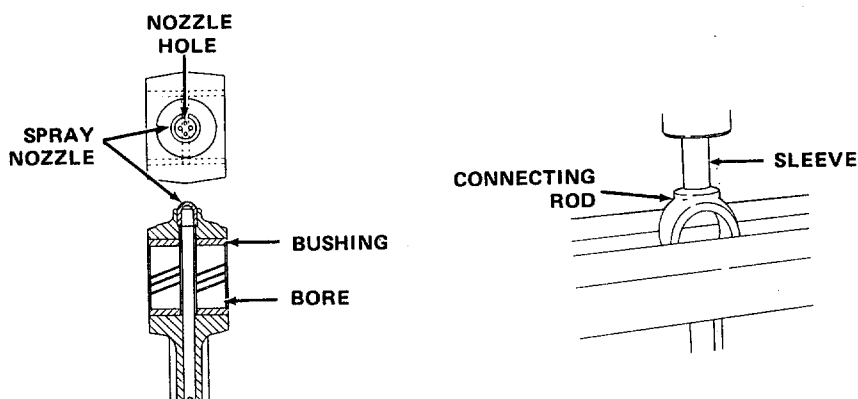 NOZZLE
HOLE
SPRAY
NOZZLE
BUSHING
BORE
SLEEVE
CONNECTING
ROD